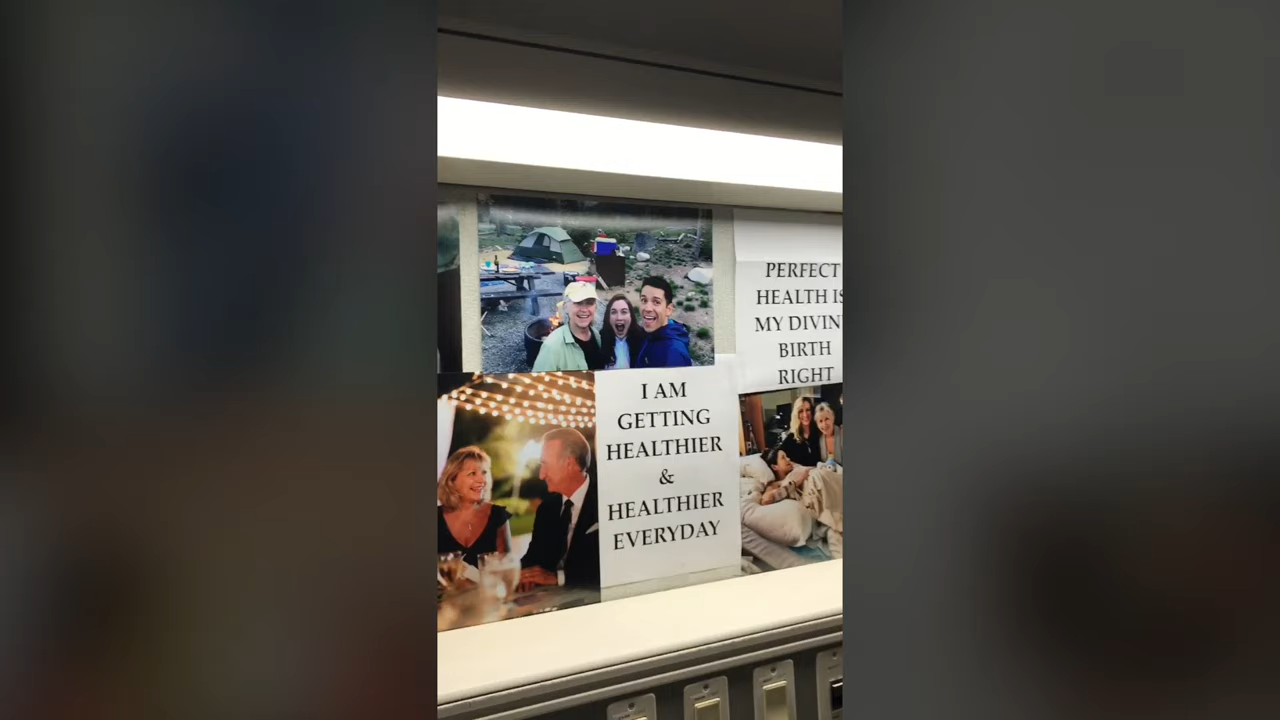 PERFECT
HEALTH IS
MY DIVIN
BIRTH
RIGHT
I AM
GETTING
HEALTHIER
&
HEALTHIER
EVERYDAY